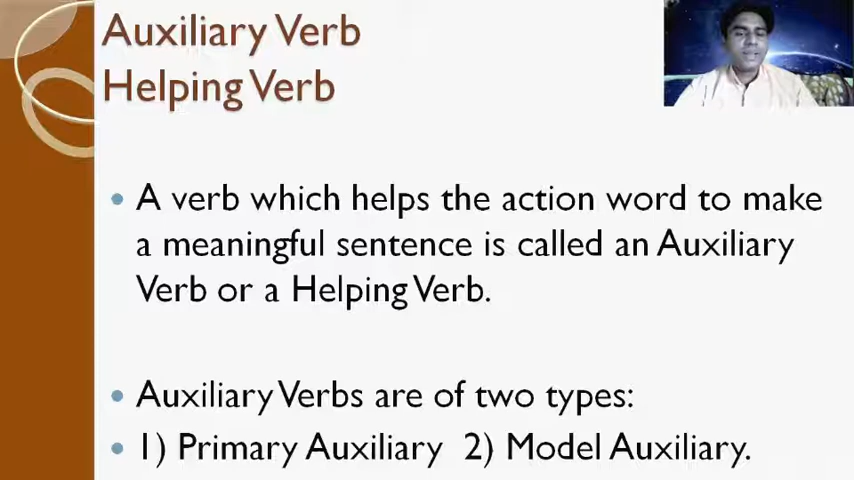 Auxiliary Verb
Helping Verb
A verb which helps the action word to make
a meaningful sentence is called an Auxiliary
Verb or a Helping Verb.
Auxiliary Verbs are of two types:
1) Primary Auxiliary 2) Model Auxiliary.